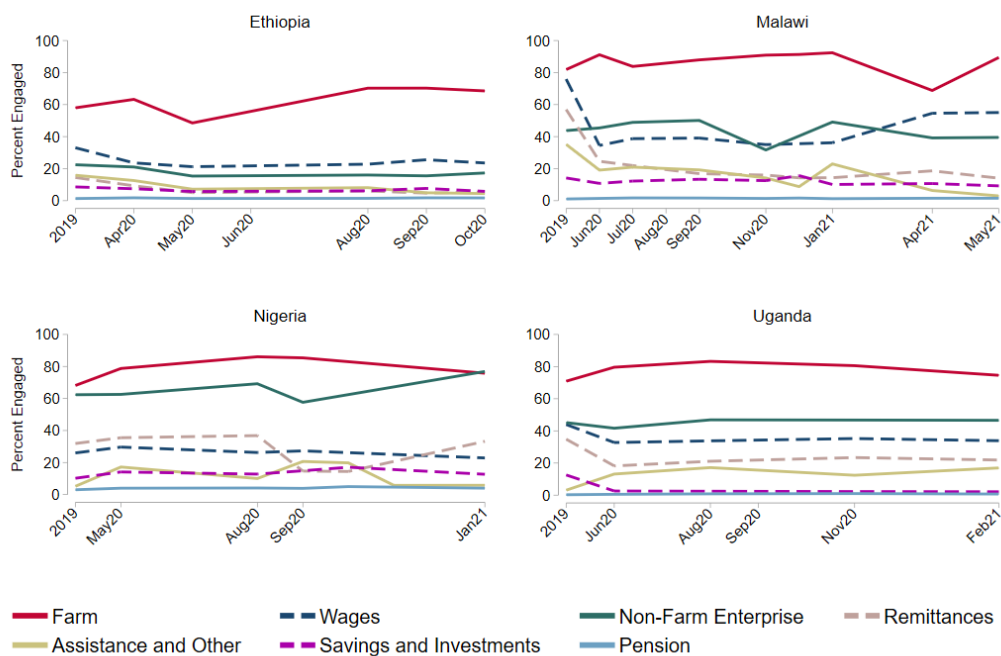 Ethiopia
Percent Engaged
100
80
60
40
20
0
2019
Apr20
May20
Jun20
Aug20
Sep20
Oct20
Malawi
100
80
60
40
20
0
2019
Jun20
Jul20
Aug20
Sep20
Nov20
Jan21
Apr21
May21
Nigeria
Percent Engaged
100
80
60
40
20
0
2019
May20
Aug20
Sep20
Jan21
Uganda
100
80
60
40
20
0
2019
Jun20
Aug20
Sep20
Nov20
Feb21
Farm Wages Non-Farm Enterprise Remittances
Assistance and Other Savings and Investments Pension